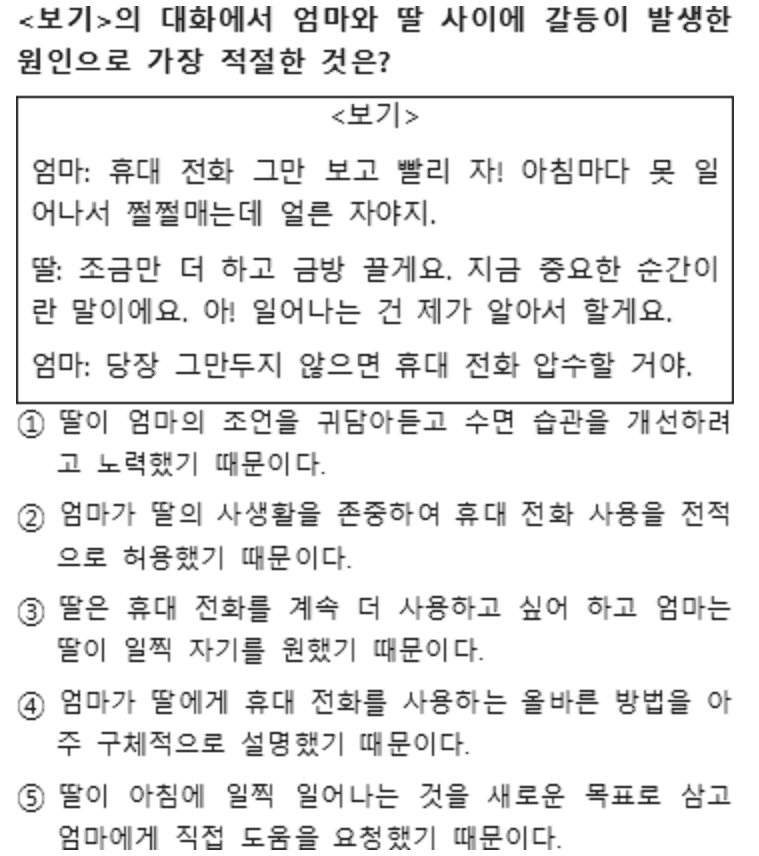 <보기>의 대화에서 엄마와 딸 사이에 갈등이 발생한
원인으로 가장 적절한 것은?
<보기>
엄마: 휴대 전화 그만 보고 빨리 자! 아침마다 못 일
어나서 쩔쩔매는데 얼른 자야지.
딸: 조금만 더 하고 금방 끌게요. 지금 중요한 순간이
란 말이에요. 아! 일어나는 건 제가 알아서 할게요.
엄마: 당장 그만두지 않으면 휴대 전화 압수할 거야.
① 딸이 엄마의 조언을 귀담아듣고 수면 습관을 개선하려
고 노력했기 때문이다.
② 엄마가 딸의 사생활을 존중하여 휴대 전화 사용을 전적
으로 허용했기 때문이다.
③ 딸은 휴대 전화를 계속 더 사용하고 싶어 하고 엄마는
딸이 일찍 자기를 원했기 때문이다.
④ 엄마가 딸에게 휴대 전화를 사용하는 올바른 방법을 아
주 구체적으로 설명했기 때문이다.
⑤ 딸이 아침에 일찍 일어나는 것을 새로운 목표로 삼고
엄마에게 직접 도움을 요청했기 때문이다.